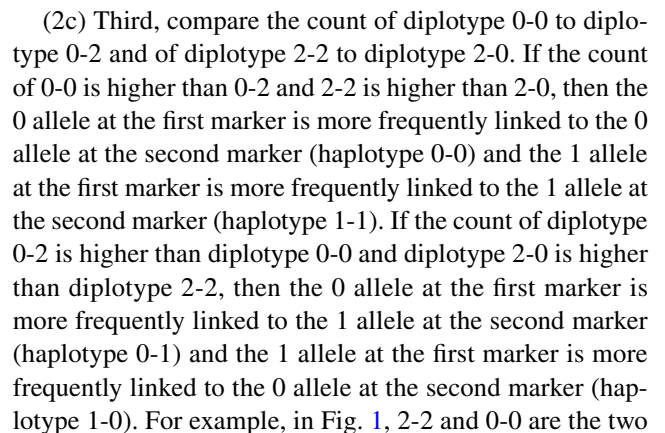 (2c) Third, compare the count of diplotype 0-0 to diplo-
type 0-2 and of diplotype 2-2 to diplotype 2-0. If the count
of 0-0 is higher than 0-2 and 2-2 is higher than 2-0, then the
0 allele at the first marker is more frequently linked to the 0
allele at the second marker (haplotype 0-0) and the 1 allele
at the first marker is more frequently linked to the 1 allele at
the second marker (haplotype 1-1). If the count of diplotype
0-2 is higher than diplotype 0-0 and diplotype 2-0 is higher
than diplotype 2-2, then the 0 allele at the first marker is
more frequently linked to the 1 allele at the second marker
(haplotype 0-1) and the 1 allele at the first marker is more
frequently linked to the 0 allele at the second marker (hap-
lotype 1-0). For example, in Fig. 1, 2-2 and 0-0 are the two